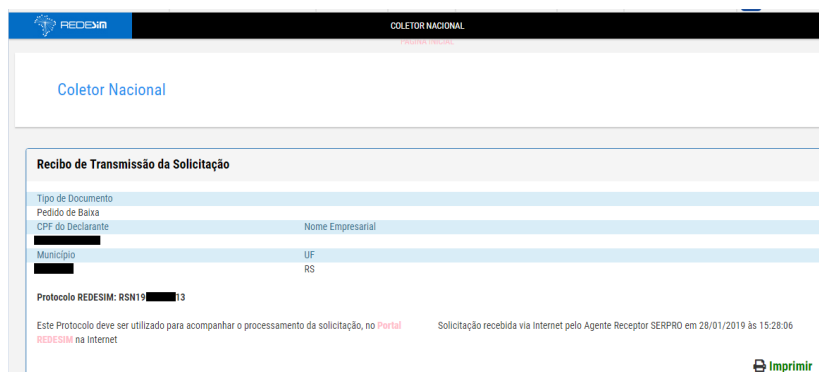 REDESIM
COLETOR NACIONAL
PÁGINA INICIAL
Coletor Nacional
Recibo de Transmissão da Solicitação
Tipo de Documento
Pedido de Baixa
CPF do Declarante Nome Empresarial
Município UF
RS
Protocolo REDESIM: RSN19 13
Este Protocolo deve ser utilizado para acompanhar o processamento da solicitação, no Portal
REDESIM na Internet
Solicitação recebida via Internet pelo Agente Receptor SERPRO em 28/01/2019 às 15:28:06
Imprimir